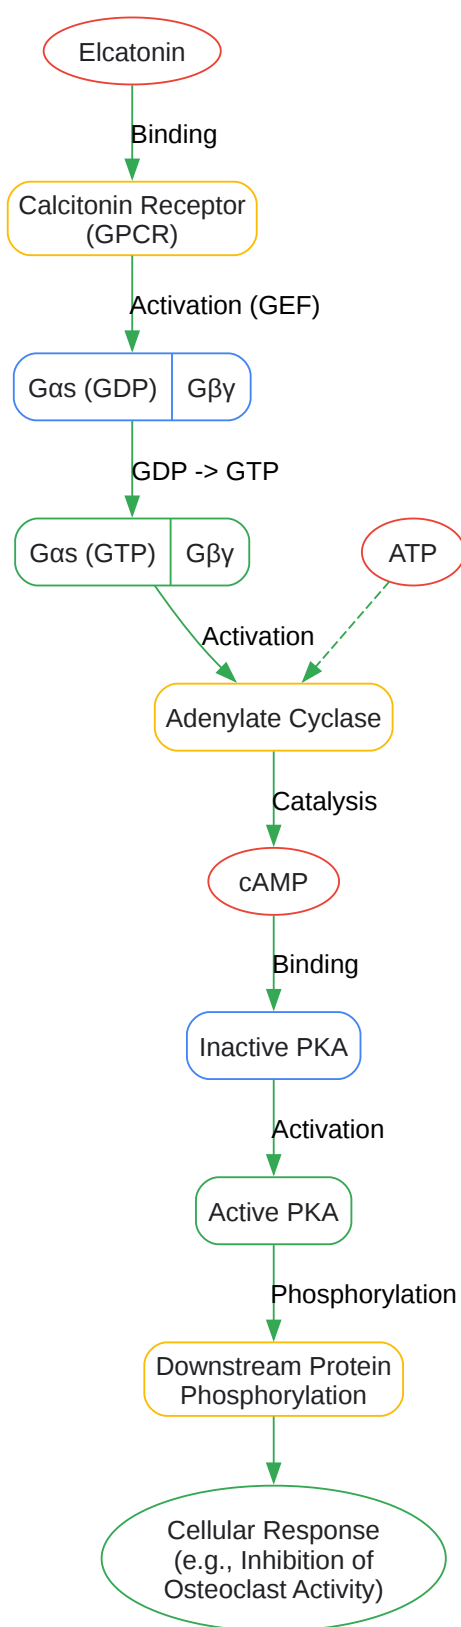 Elcatonin
Binding
Calcitonin Receptor
(GPCR)
Activation (GEF)
Gαs (GDP) Gβγ
GDP -> GTP
Gαs (GTP) Gβγ
ATP
Activation
Adenylate Cyclase
Catalysis
cAMP
Binding
Inactive PKA
Activation
Active PKA
Phosphorylation
Downstream Protein
Phosphorylation
Cellular Response
(e.g., Inhibition of
Osteoclast Activity)